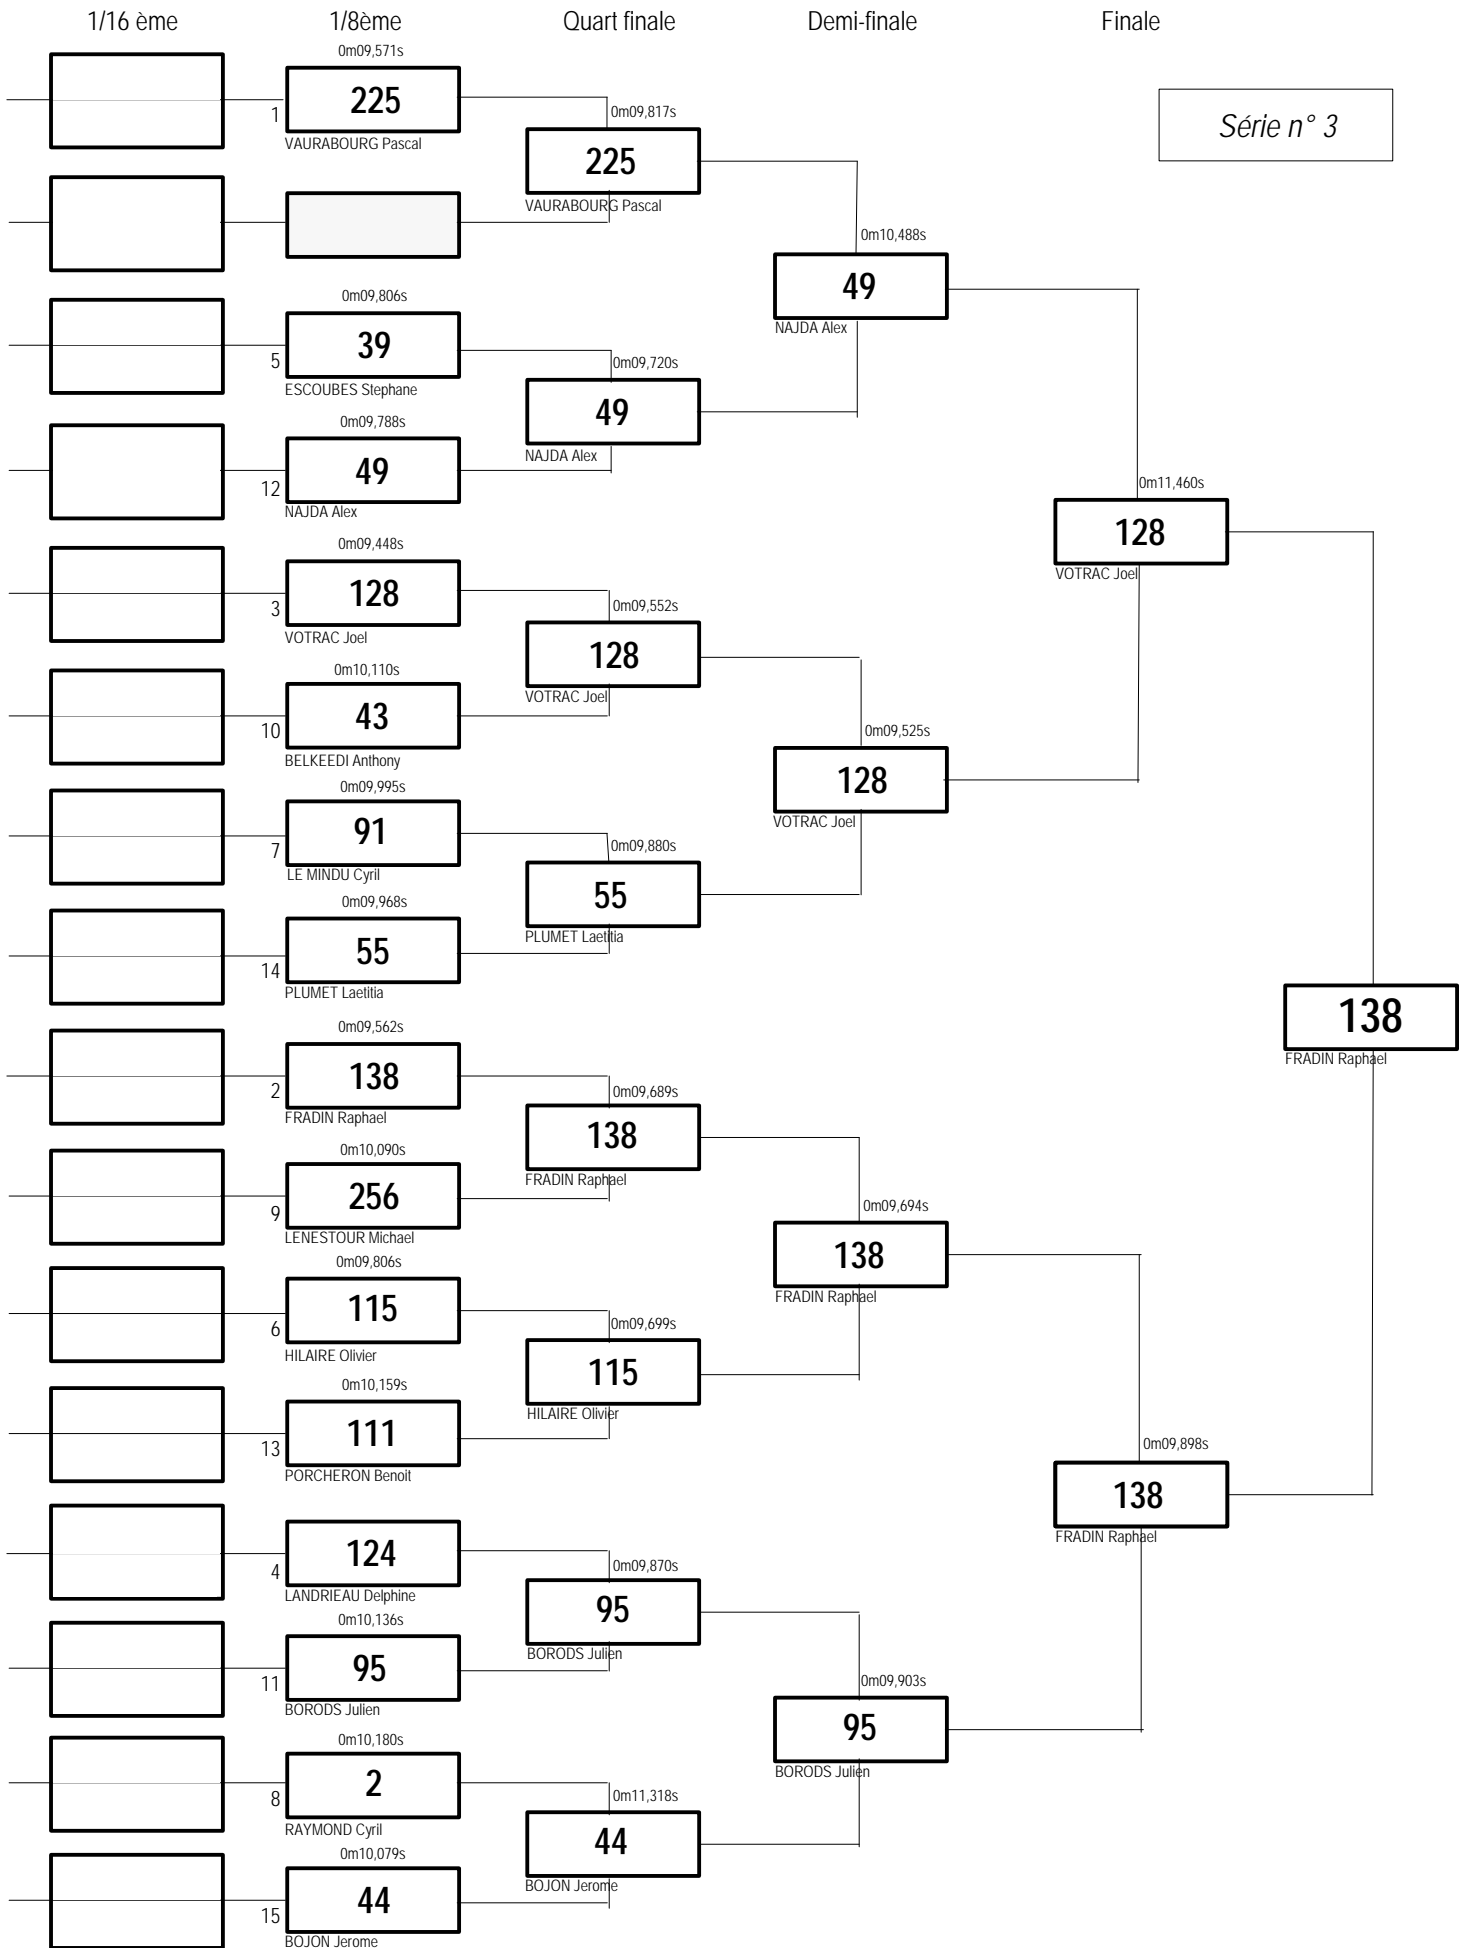 1/16 ème
1/8ème
Quart finale
Demi-finale
Finale
Série n° 3
0m09,571s
1
225
VAURABOURG Pascal
0m09,817s
225
VAURABOURG Pascal
0m10,488s
49
NAJDA Alex
0m09,806s
5
39
ESCOUBES Stephane
0m09,720s
49
NAJDA Alex
0m09,788s
12
49
NAJDA Alex
0m11,460s
128
VOTRAC Joel
0m09,448s
3
128
VOTRAC Joel
0m09,552s
128
VOTRAC Joel
0m10,110s
10
43
BELKEEDI Anthony
0m09,525s
128
VOTRAC Joel
0m09,995s
7
91
LE MINDU Cyril
0m09,880s
55
PLUMET Laetitia
0m09,968s
14
55
PLUMET Laetitia
138
FRADIN Raphael
0m09,562s
2
138
FRADIN Raphael
0m09,689s
138
FRADIN Raphael
0m10,090s
9
256
LENESTOUR Michael
0m09,694s
138
FRADIN Raphael
0m09,806s
6
115
HILAIRE Olivier
0m09,699s
115
HILAIRE Olivier
0m10,159s
13
111
PORCHERON Benoit
0m09,898s
138
FRADIN Raphael
4
124
LANDRIEAU Delphine
0m09,870s
95
BORODS Julien
0m10,136s
11
95
BORODS Julien
0m09,903s
95
BORODS Julien
0m10,180s
8
2
RAYMOND Cyril
0m11,318s
44
BOJON Jerome
0m10,079s
15
44
BOJON Jerome